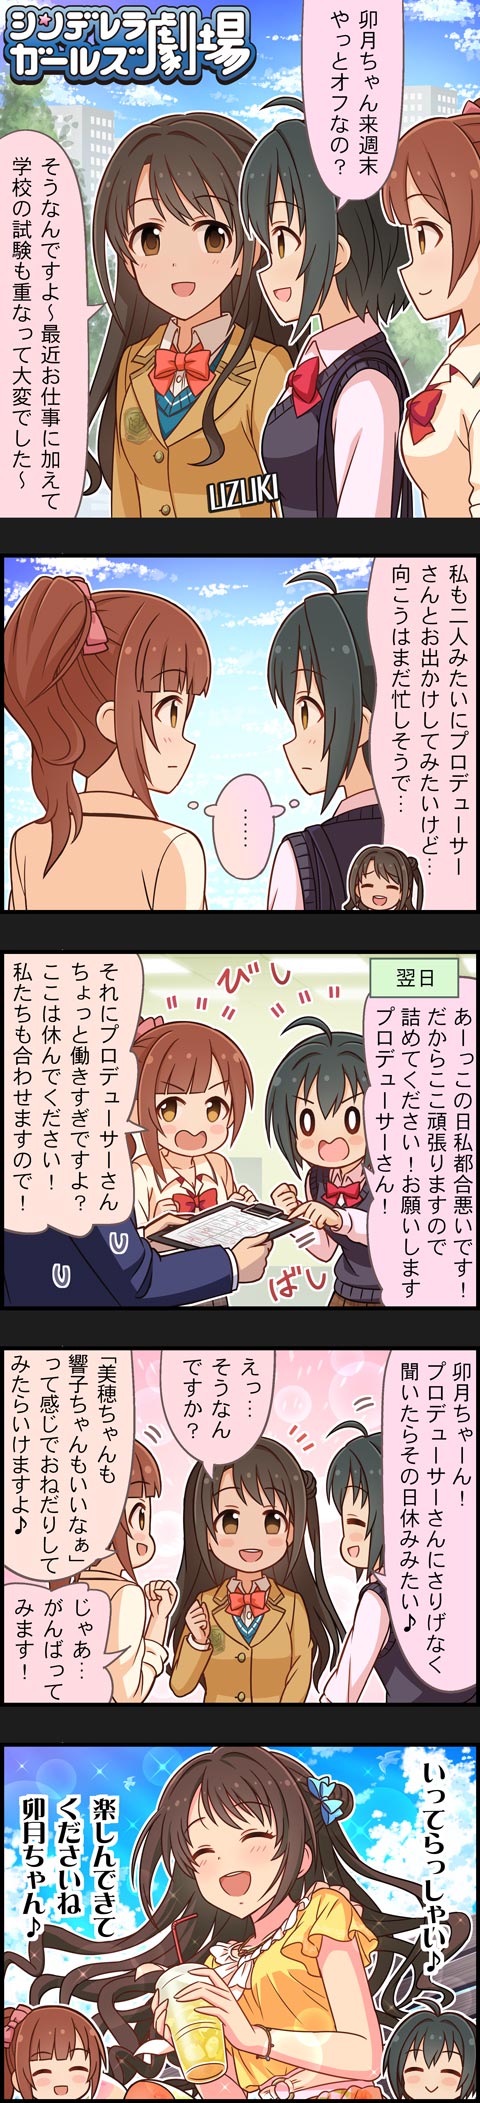 シンデレラ
ガールズ劇場
卯月ちゃん来週末
やっとオフなの?
そうなんですよ〜最近お仕事に加えて
学校の試験も重なって大変でした〜
UZUKI
私も二人みたいにプロデューサー
さんとお出かけしてみたいけど…
向こうはまだ忙しそうで…
……
翌日
あーっこの日私都合悪いです!
だからここ頑張りますので
詰めてください!お願いします
プロデューサーさん!
びしっ
それにプロデューサーさん
ちょっと働きすぎですよ?
ここは休んでください!
私たちも合わせますので!
ばしっ
卯月ちゃーん!
プロデューサーさんにさりげなく
聞いたらその日休みみたい♪
えっ…
そうなん
ですか?
「美穂ちゃんも
響子ちゃんもいいなぁ」
って感じでおねだりして
みたらいけますよ♪
じゃあ…
がんばって
みます!
いってらっしゃい♪
楽しんできて
くださいね
卯月ちゃん♪